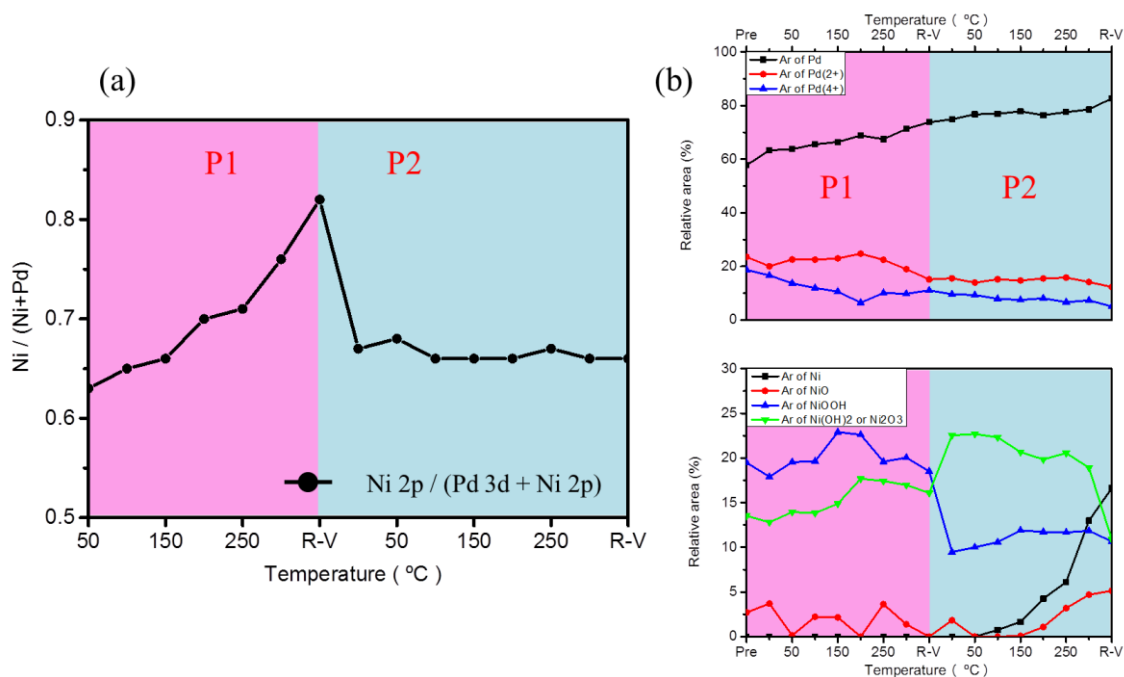 (a)
0.9
0.8
0.7
0.6
0.5
Ni / (Ni+Pd)
P1
P2
Ni 2p / (Pd 3d + Ni 2p)
50
150
250
R-V
50
150
250
R-V
Temperature ( ºC )
(b)
Temperature ( ºC)
Pre
50
150
250
R-V
50
150
250
R-V
Ar of Pd
Ar of Pd(2+)
Ar of Pd(4+)
100
80
60
40
20
0
Relative area (%)
P1
P2
Ar of Ni
Ar of NiO
Ar of NiOOH
Ar of Ni(OH)2 or Ni2O3
30
25
20
15
10
5
0
Relative area (%)
Pre
50
150
250
R-V
50
150
250
R-V
Temperature ( ºC )